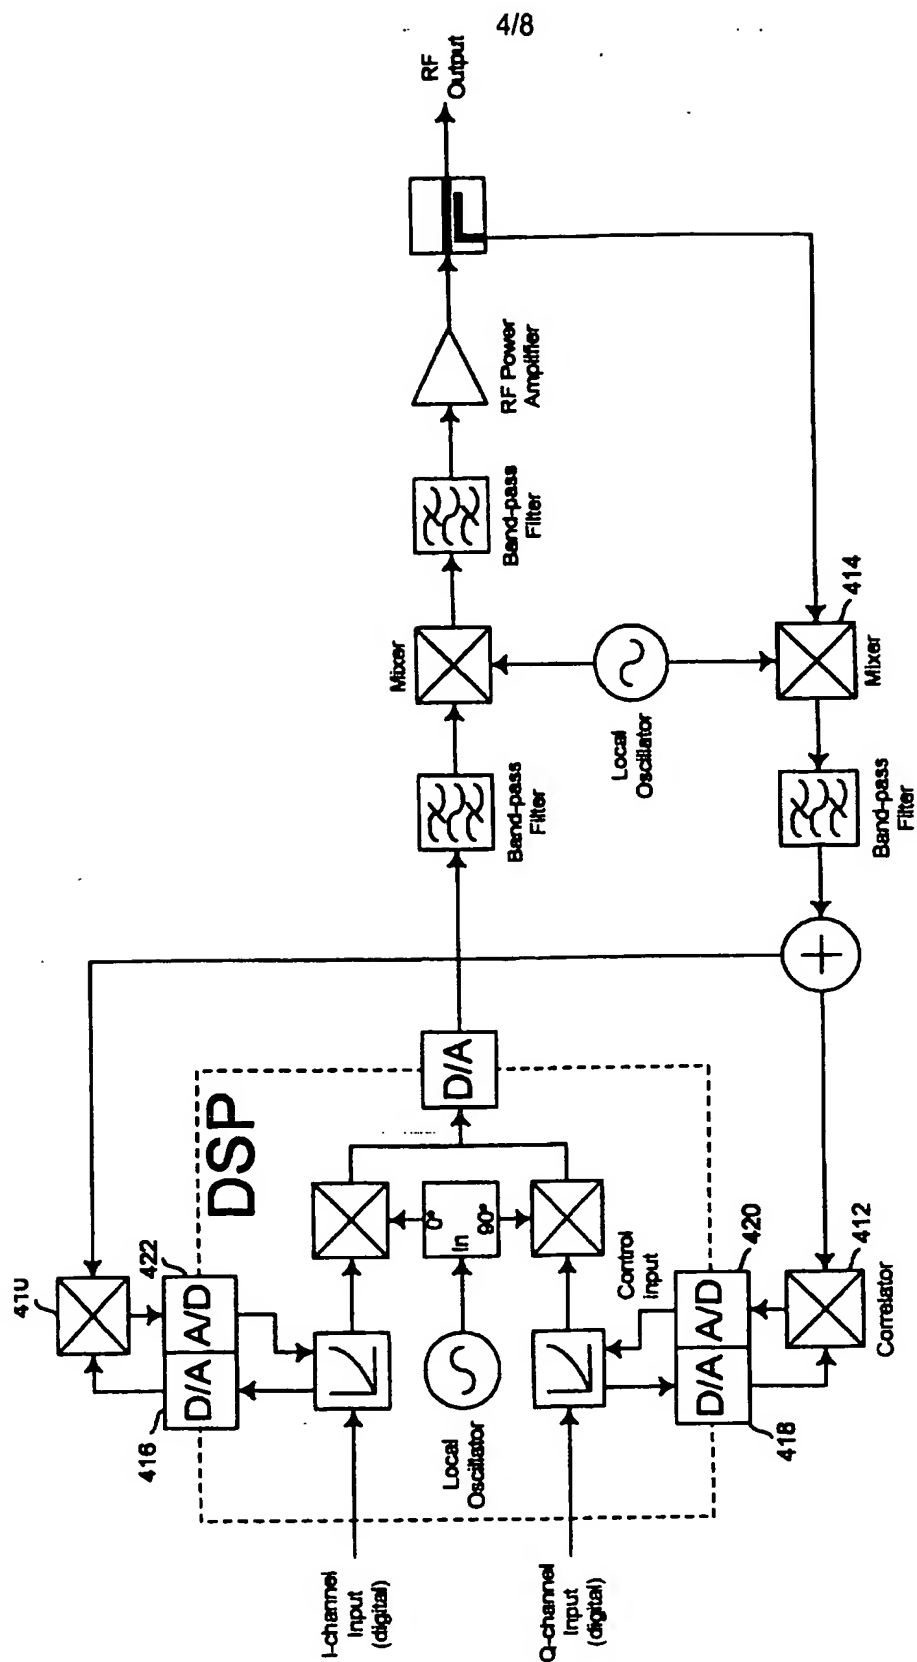 4/8
RF
Output
RF Power
Amplifier
Band-pass
Filter
Mixer
Local
Oscillator
414
Mixer
Band-pass
Filter
Band-pass
Filter
D/A
DSP
410
422
A/D
D/A
416
0°
In
90°
Local
Oscillator
Control
Input
420
A/D
D/A
418
412
Correlator
I-channel
Input
(digital)
Q-channel
Input
(digital)